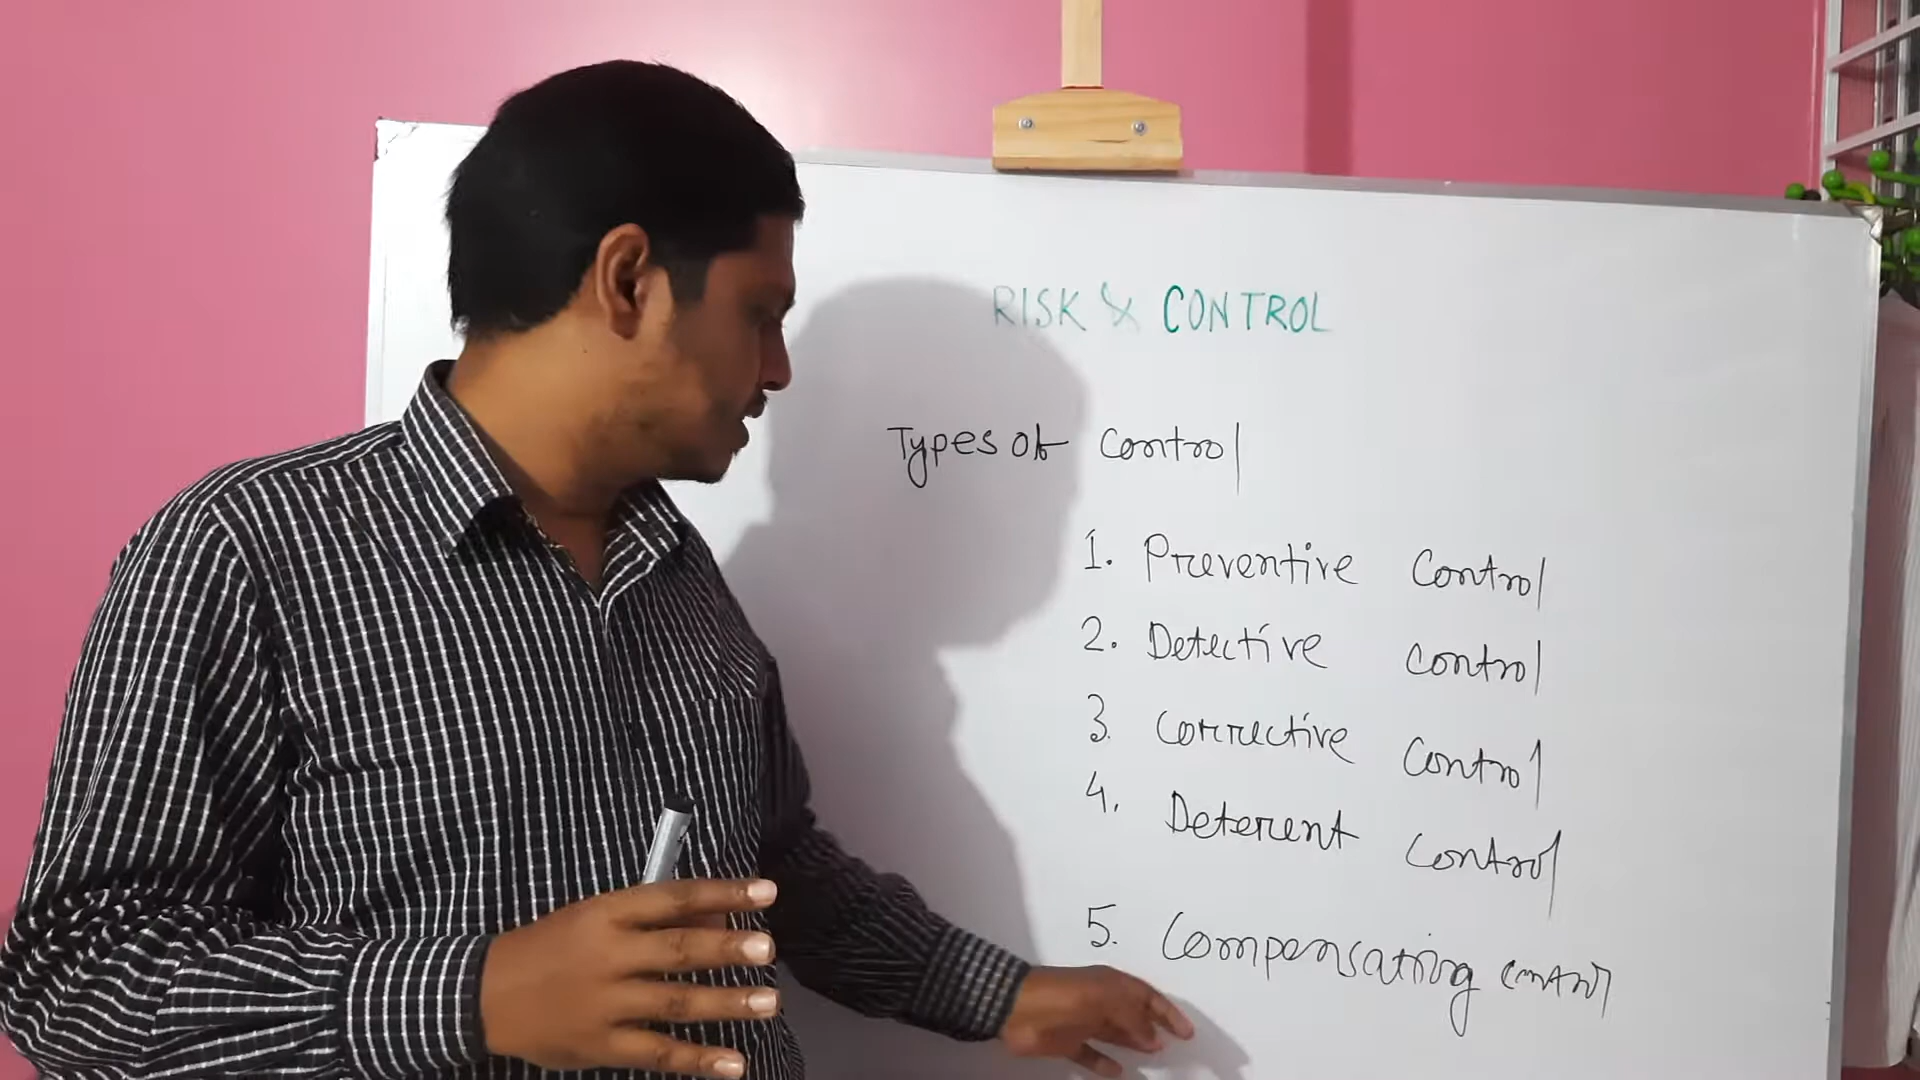 RISK & CONTROL
Types of Control
1. Preventive Control
2. Detective Control
3. Corrective Control
4. Deterrent Control
5. Compensating Control